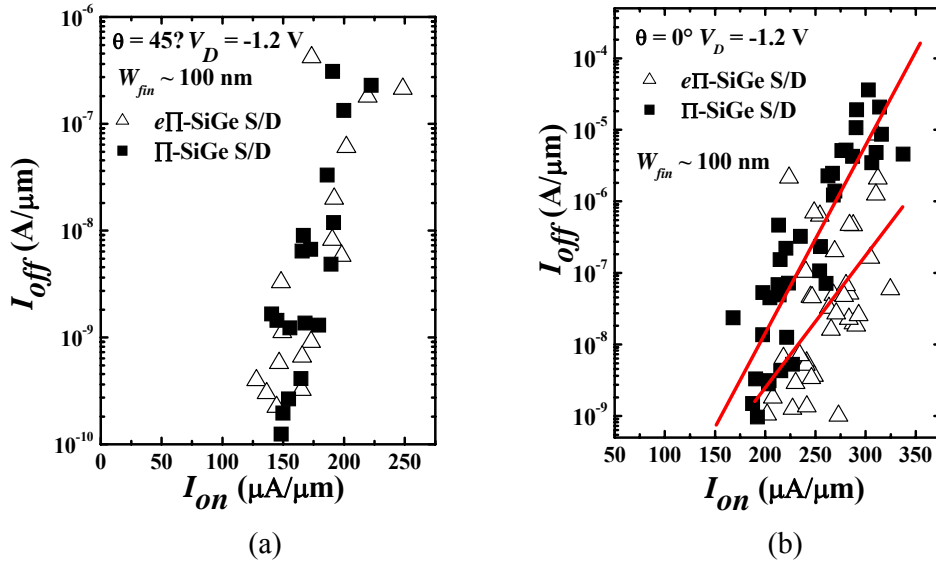 θ = 45? V_D = -1.2 V
W_fin ~ 100 nm
eΠ-SiGe S/D
Π-SiGe S/D
I_off (A/μm)
10^-6
10^-7
10^-8
10^-9
10^-10
0 50 100 150 200 250
I_on (μA/μm)
(a)
θ = 0° V_D = -1.2 V
eΠ-SiGe S/D
Π-SiGe S/D
W_fin ~ 100 nm
I_off (A/μm)
10^-4
10^-5
10^-6
10^-7
10^-8
10^-9
50 100 150 200 250 300 350
I_on (μA/μm)
(b)